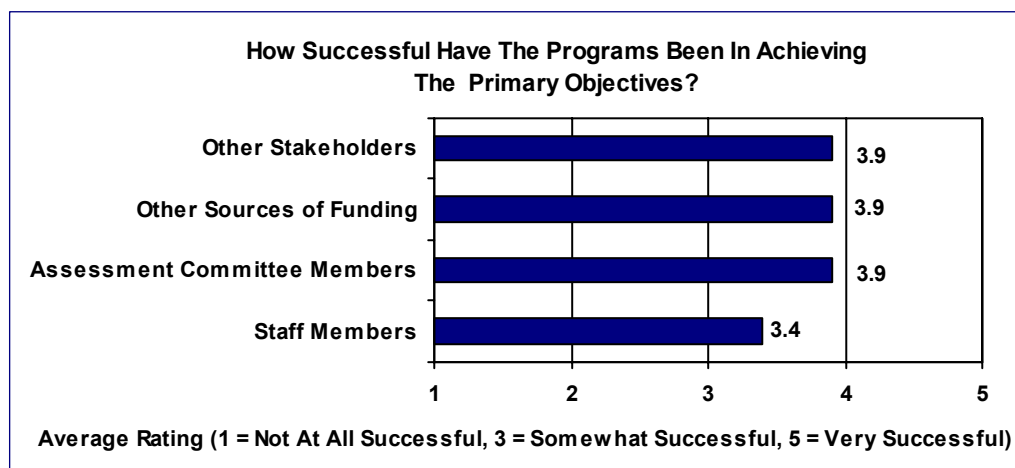 How Successful Have The Programs Been In Achieving
The Primary Objectives?
Other Stakeholders
3.9
Other Sources of Funding
3.9
Assessment Committee Members
3.9
Staff Members
3.4
1 2 3 4 5
Average Rating (1 = Not At All Successful, 3 = Somewhat Successful, 5 = Very Successful)